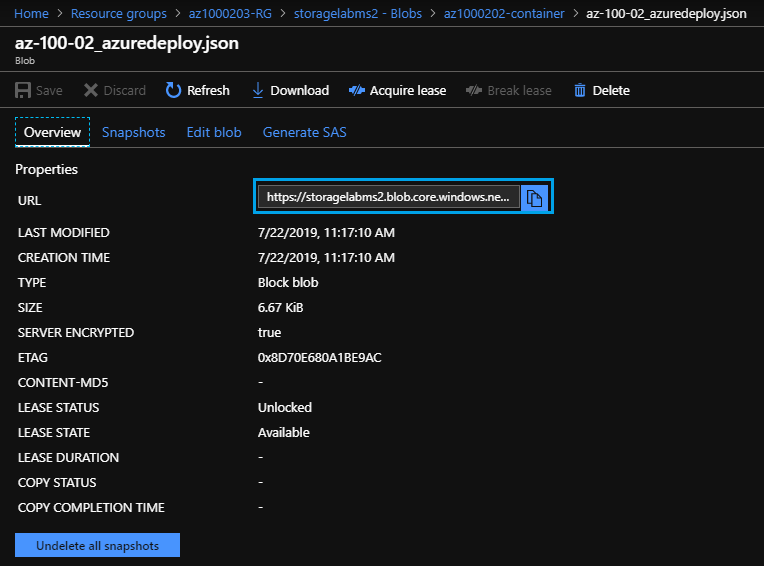 Home > Resource groups > az1000203-RG > storagelabms2 - Blobs > az1000202-container > az-100-02_azuredeploy.json
az-100-02_azuredeploy.json
Blob
Save Discard Refresh Download Acquire lease Break lease Delete
Overview Snapshots Edit blob Generate SAS
Properties
URL https://storagelabms2.blob.core.windows.ne...
LAST MODIFIED 7/22/2019, 11:17:10 AM
CREATION TIME 7/22/2019, 11:17:10 AM
TYPE Block blob
SIZE 6.67 KiB
SERVER ENCRYPTED true
ETAG 0x8D70E680A1BE9AC
CONTENT-MD5 -
LEASE STATUS Unlocked
LEASE STATE Available
LEASE DURATION -
COPY STATUS -
COPY COMPLETION TIME -
Undelete all snapshots